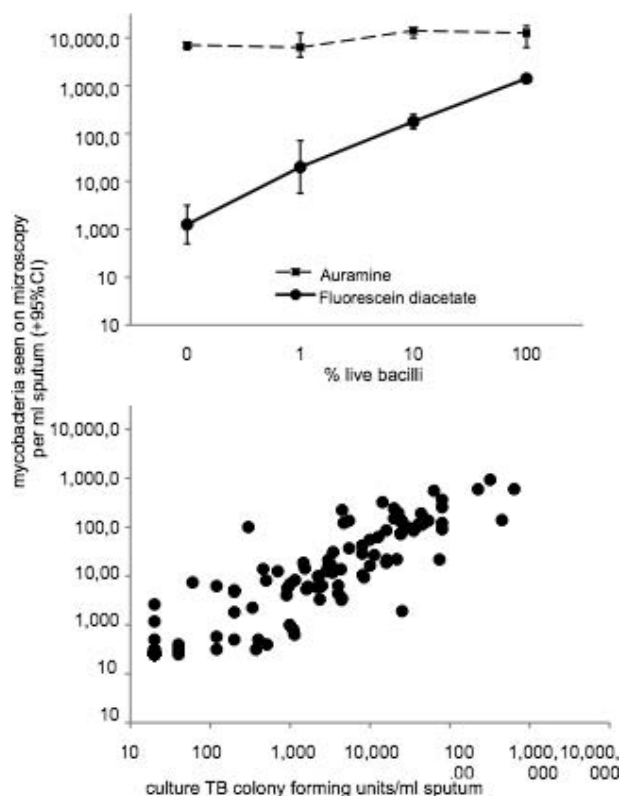 10,000,0
1,000,0
100,0
10,00
1,000
10
10
mycobacteria seen on microscopy
per ml sputum (+95%CI)
Auramine
Fluorescein diacetate
0 1 10 100
% live bacilli
10,000,0
1,000,0
100,0
10,00
1,000
10
10
10 100 1,000 10,000 100 1,000, 10,000,
.00 000 000
culture TB colony forming units/ml sputum